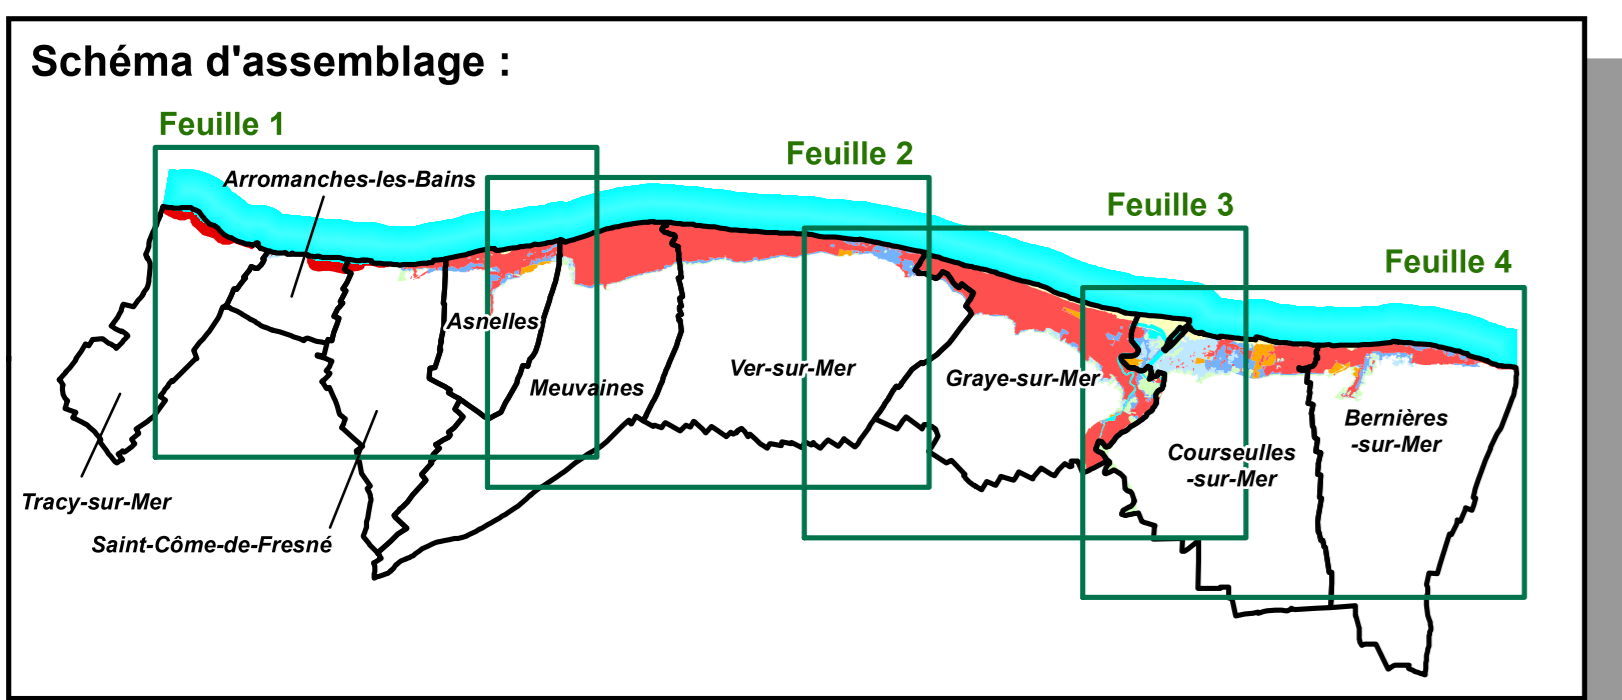 Schéma d'assemblage :
Feuille 1
Feuille 2
Arromanches-les-Bains
Feuille 3
Feuille 4
Asnelles
Meuvaines
Ver-sur-Mer
Graye-sur-Mer
Bernières
-sur-Mer
Courseulles
-sur-Mer
Tracy-sur-Mer
Saint-Côme-de-Fresné